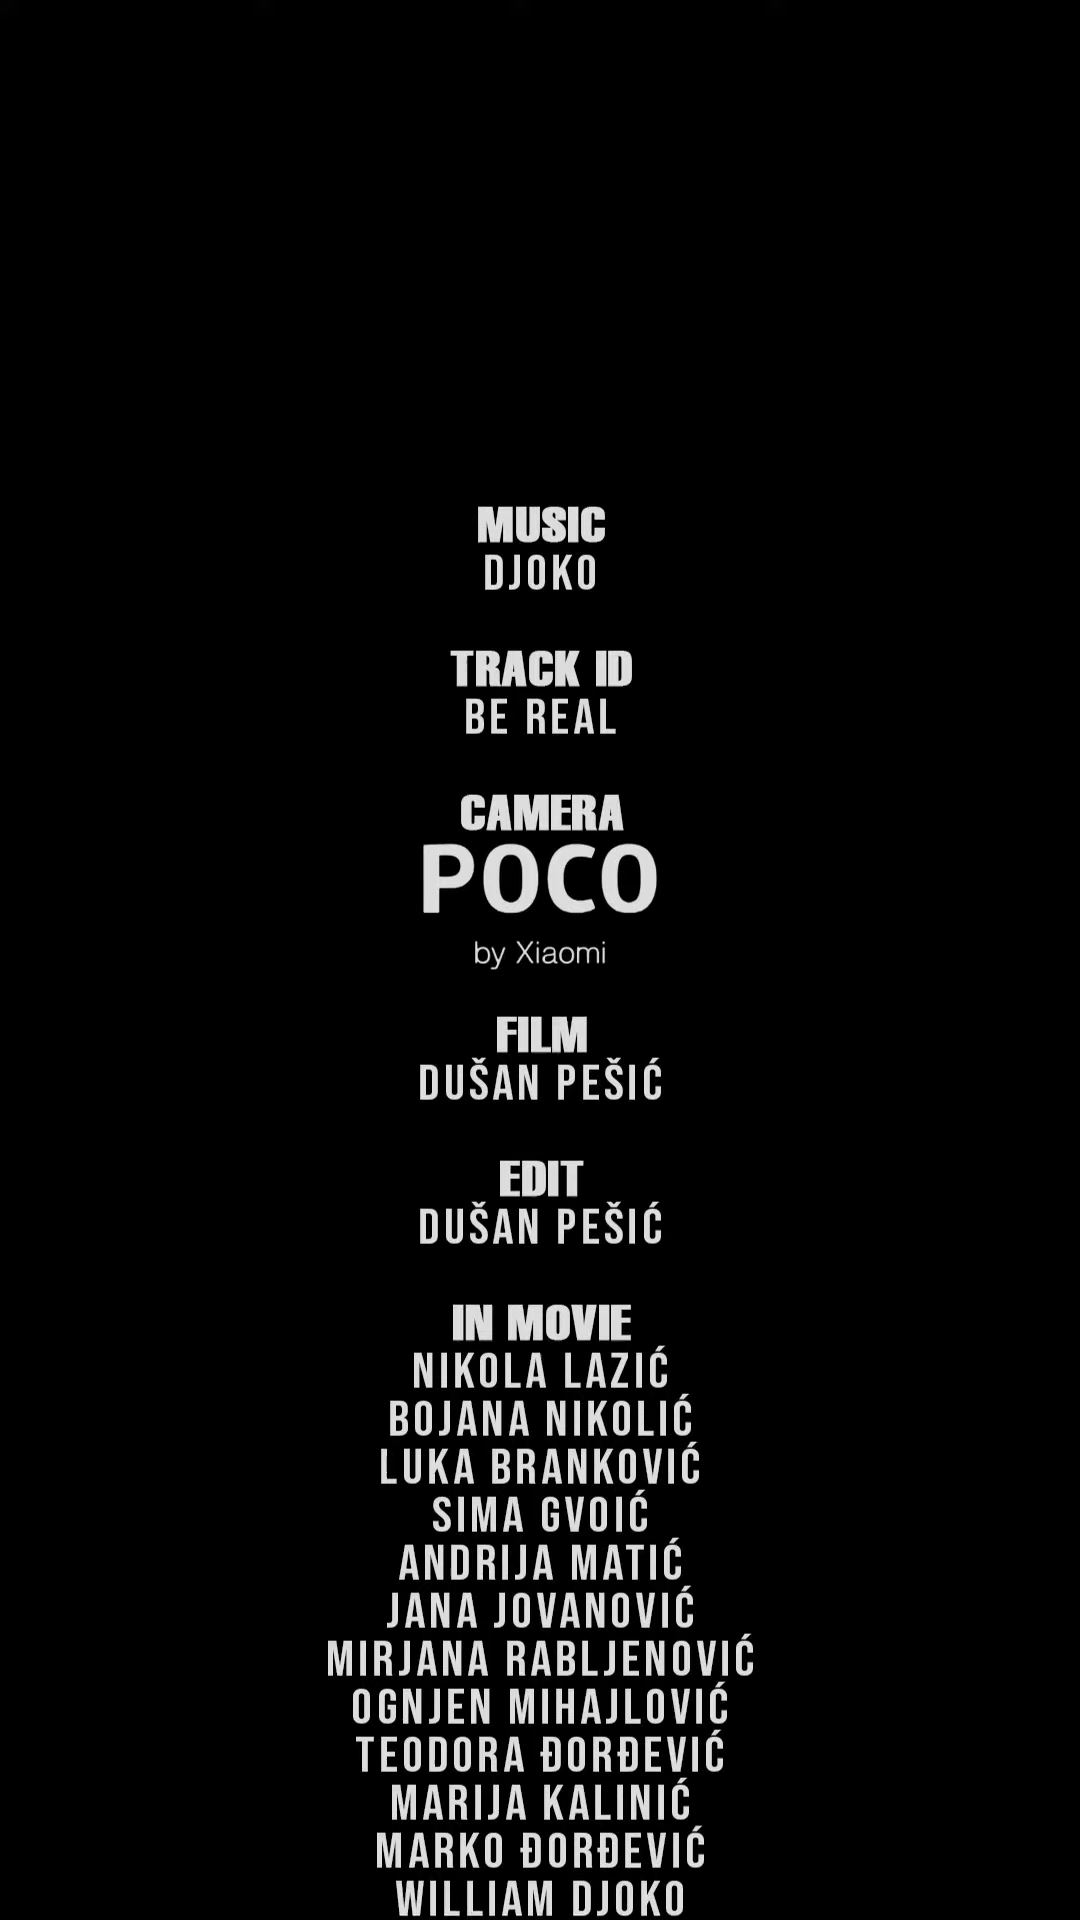 MUSIC
DJOKO
TRACK ID
BE REAL
CAMERA
POCO
by Xiaomi
FILM
DUŠAN PEŠIĆ
EDIT
DUŠAN PEŠIĆ
IN MOVIE
NIKOLA LAZIĆ
BOJANA NIKOLIĆ
LUKA BRANKOVIĆ
SIMA GVOIĆ
ANDRIJA MATIĆ
JANA JOVANOVIĆ
MIRJANA RABLJENOVIĆ
OGNJEN MIHAJLOVIĆ
TEODORA ĐORĐEVIĆ
MARIJA KALINIĆ
MARKO ĐORĐEVIĆ
WILLIAM DJOKO